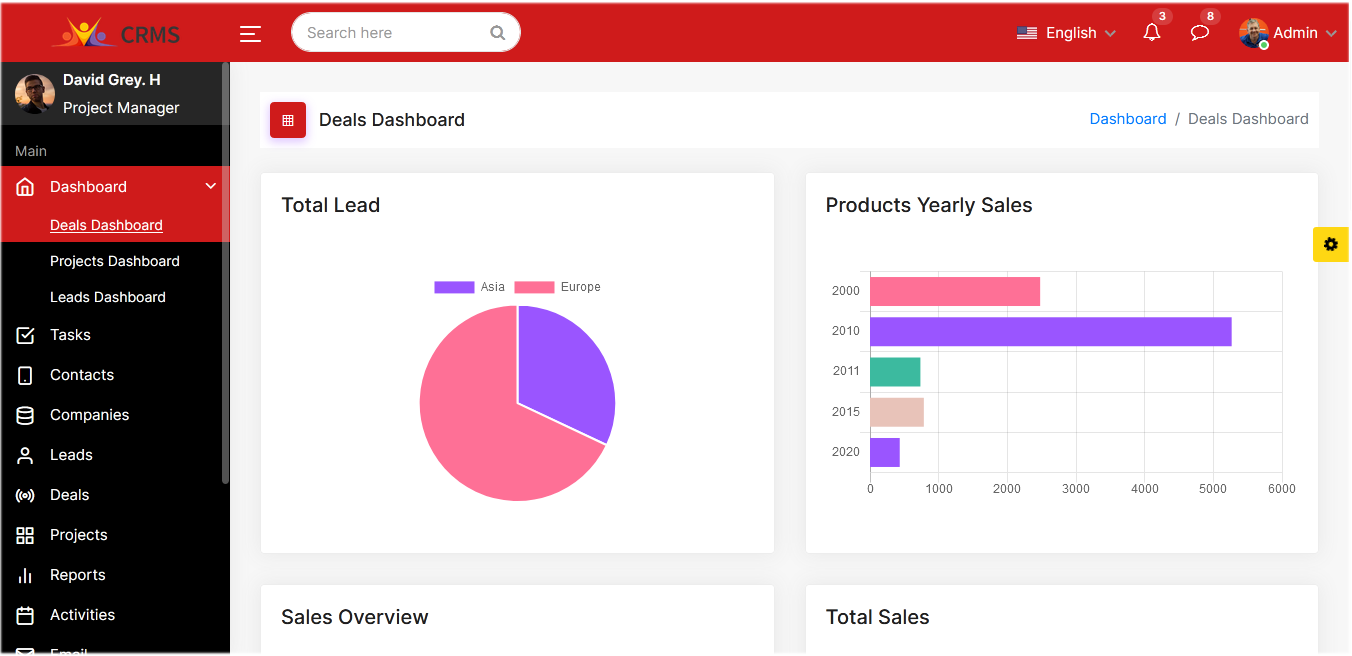 CRMS
Search here
English
3
8
Admin
David Grey. H
Project Manager
Main
Dashboard
Deals Dashboard
Projects Dashboard
Leads Dashboard
Tasks
Contacts
Companies
Leads
Deals
Projects
Reports
Activities
Email
Deals Dashboard
Dashboard / Deals Dashboard
Total Lead
Asia Europe
Products Yearly Sales
2000
2010
2011
2015
2020
0 1000 2000 3000 4000 5000 6000
Sales Overview
Total Sales